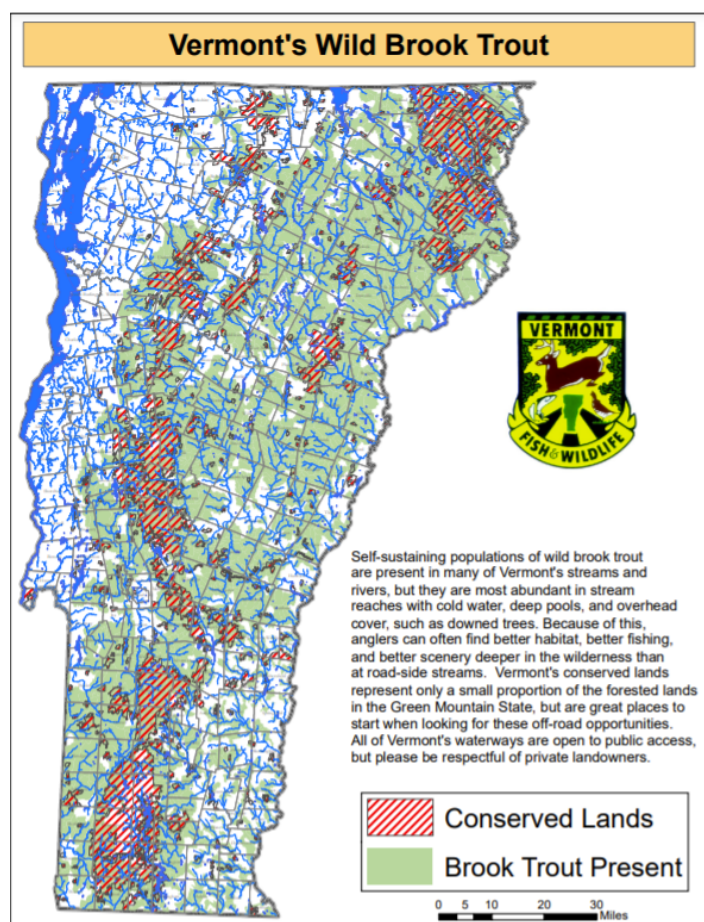 Vermont's Wild Brook Trout
VERMONT
FISH & WILDLIFE
Self-sustaining populations of wild brook trout
are present in many of Vermont's streams and
rivers, but they are most abundant in stream
reaches with cold water, deep pools, and overhead
cover, such as downed trees. Because of this,
anglers can often find better habitat, better fishing,
and better scenery deeper in the wilderness than
at road-side streams.  Vermont's conserved lands
represent only a small proportion of the forested lands
in the Green Mountain State, but are great places to
start when looking for these off-road opportunities.
All of Vermont's waterways are open to public access,
but please be respectful of private landowners.
Conserved Lands
Brook Trout Present
0 5 10 20 30
Miles